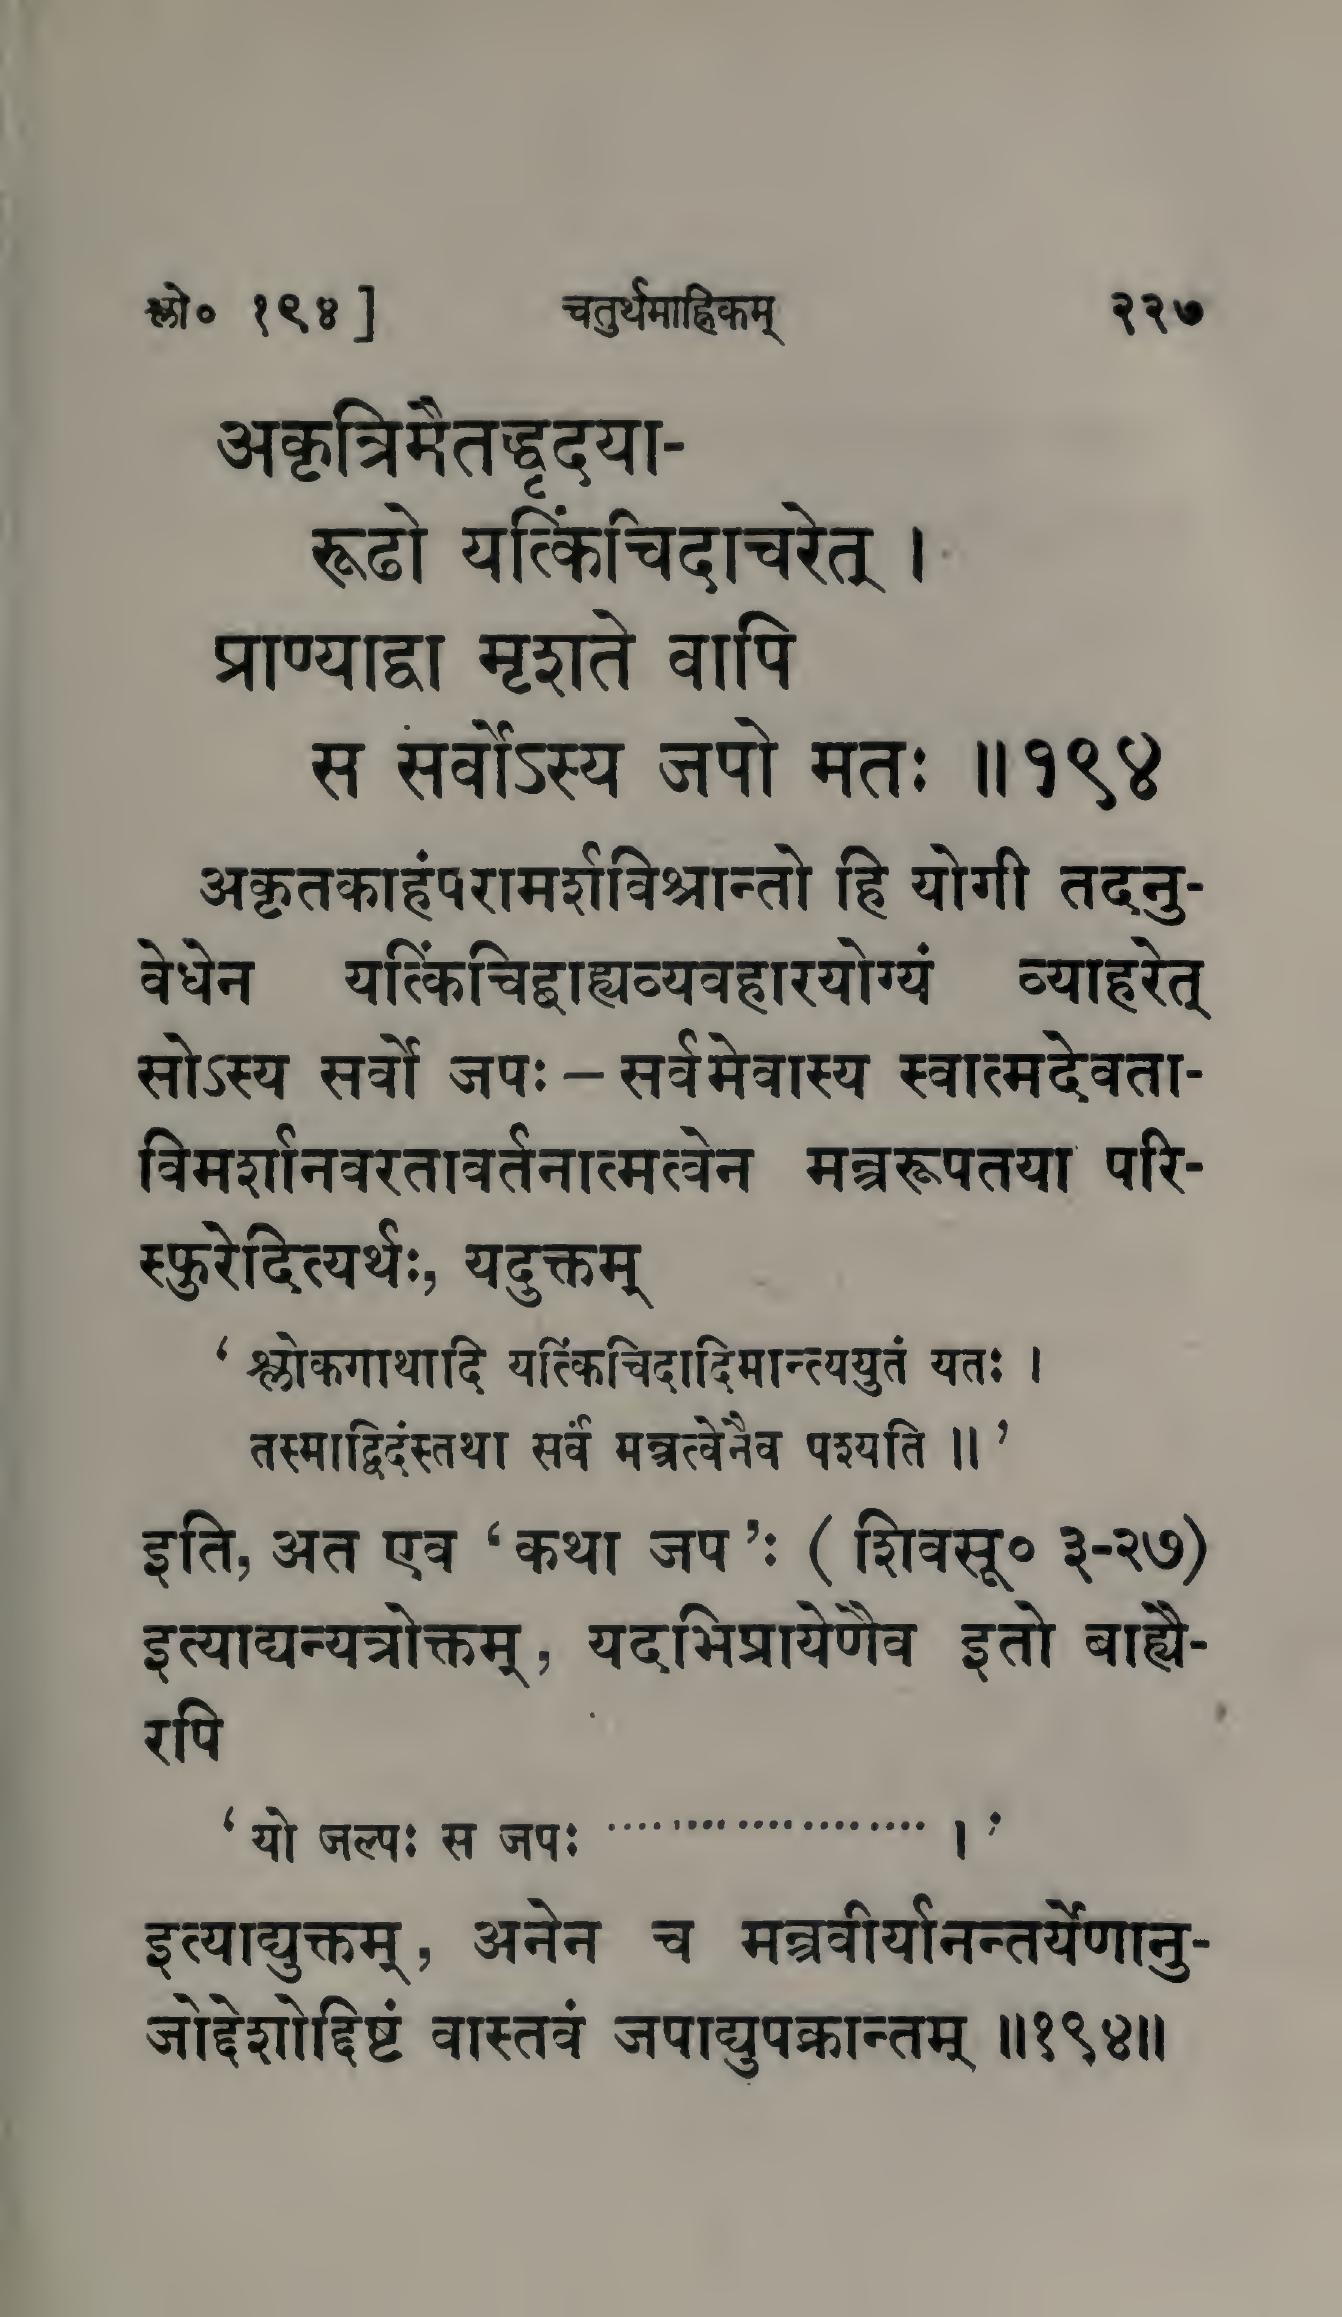 श्लो० १९४] चतुर्थमाह्निकम् २२७
अकृत्रिमैतद्धृदया-
रूढो यत्किंचिदाचरेत् ।
प्राण्याद्वा मृशते वापि
स सर्वोऽस्य जपो मतः ॥१९४
अकृतकाहंपरामर्शविश्रान्तो हि योगी तदनु-
वेधेन यत्किंचिद्बाह्यव्यवहारयोग्यं व्याहरेत्
सोऽस्य सर्वो जपः – सर्वमेवास्य स्वात्मदेवता-
विमर्शानवरतावर्तनात्मत्वेन मन्त्ररूपतया परि-
स्फुरेदित्यर्थः, यदुक्तम्
‘ श्लोकगाथादि यत्किंचिदादिमान्त्ययुतं यतः ।
तस्माद्विदंस्तथा सर्वं मन्त्रत्वेनैव पश्यति ॥ ’
इति, अत एव ‘ कथा जप ’: ( शिवसू० ३-२७)
इत्याद्यन्यत्रोक्तम्, यदभिप्रायेणैव इतो बाह्यै-
रपि
‘ यो जल्पः स जपः ························ । ’
इत्याद्युक्तम्, अनेन च मन्त्रवीर्यानन्तर्येणानु-
जोद्देशोद्दिष्टं वास्तवं जपाद्युपक्रान्तम् ॥१९४॥